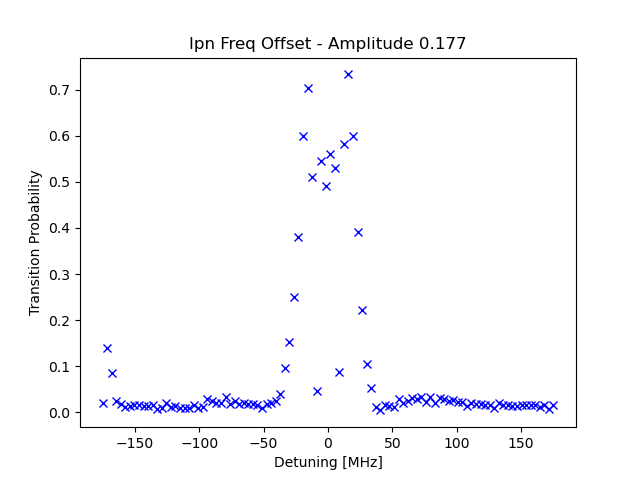 Ipn Freq Offset - Amplitude 0.177
0.7
0.6
0.5
0.4
0.3
0.2
0.1
0.0
Transition Probability
−150 −100 −50 0 50 100 150
Detuning [MHz]